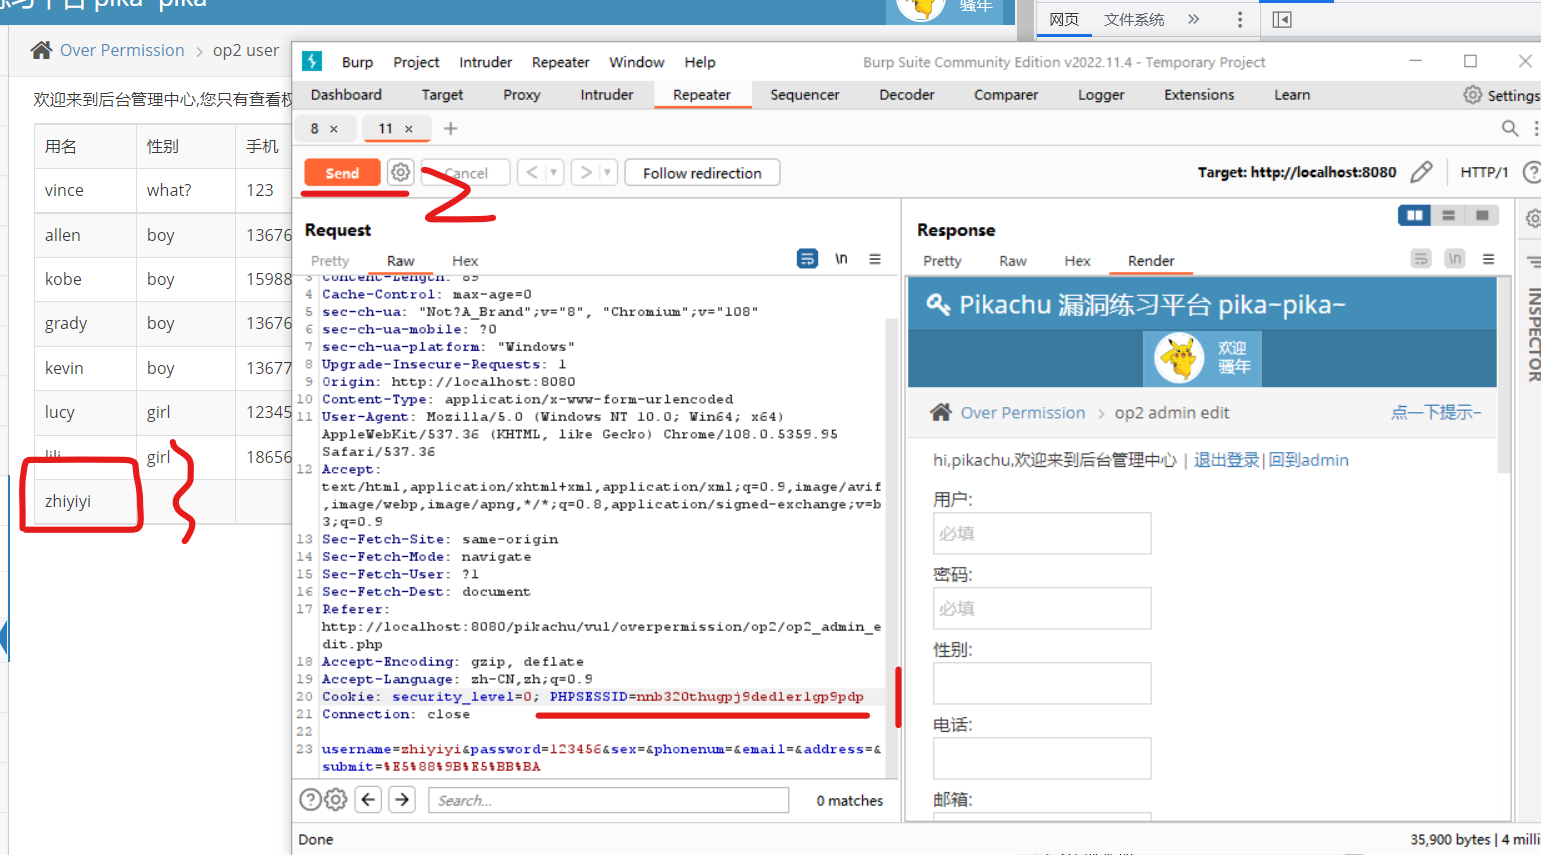 习平台 pika~pika~
骚年
网页 文件系统 »
Over Permission > op2 user
欢迎来到后台管理中心,您只有查看权
用名 性别 手机
vince what? 123
allen boy 13676
kobe boy 15988
grady boy 13676
kevin boy 13677
lucy girl 12345
lili girl 18656
zhiyiyi
Burp Project Intruder Repeater Window Help Burp Suite Community Edition v2022.11.4 - Temporary Project
Dashboard Target Proxy Intruder Repeater Sequencer Decoder Comparer Logger Extensions Learn Settings
8 × 11 × +
Send Cancel < > Follow redirection Target: http://localhost:8080 HTTP/1 ?
2
Request
Pretty Raw Hex \n
3 Content-Length: 89
4 Cache-Control: max-age=0
5 sec-ch-ua: "Not?A_Brand";v="8", "Chromium";v="108"
6 sec-ch-ua-mobile: ?0
7 sec-ch-ua-platform: "Windows"
8 Upgrade-Insecure-Requests: 1
9 Origin: http://localhost:8080
10 Content-Type: application/x-www-form-urlencoded
11 User-Agent: Mozilla/5.0 (Windows NT 10.0; Win64; x64)
AppleWebKit/537.36 (KHTML, like Gecko) Chrome/108.0.5359.95
Safari/537.36
12 Accept:
text/html,application/xhtml+xml,application/xml;q=0.9,image/avif
,image/webp,image/apng,*/*;q=0.8,application/signed-exchange;v=b
3;q=0.9
13 Sec-Fetch-Site: same-origin
14 Sec-Fetch-Mode: navigate
15 Sec-Fetch-User: ?1
16 Sec-Fetch-Dest: document
17 Referer:
http://localhost:8080/pikachu/vul/overpermission/op2/op2_admin_e
dit.php
18 Accept-Encoding: gzip, deflate
19 Accept-Language: zh-CN,zh;q=0.9
20 Cookie: security_level=0; PHPSESSID=nnb320thugpj9dedler1gp9pdp
21 Connection: close
22
23 username=zhiyiyi&password=123456&sex=&phonenum=&email=&address=&
submit=%E5%88%9B%E5%BB%BA
Search... 0 matches
Done
Response
Pretty Raw Hex Render \n
Pikachu 漏洞练习平台 pika~pika~
欢迎
骚年
Over Permission > op2 admin edit 点一下提示~
hi,pikachu,欢迎来到后台管理中心 | 退出登录|回到admin
用户:
必填
密码:
必填
性别:
电话:
邮箱:
INSPECTOR
35,900 bytes | 4 milli